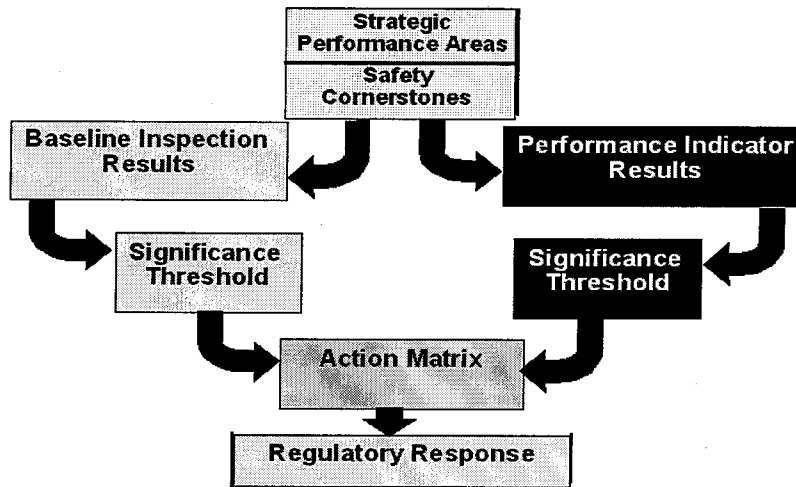 Strategic
Performance Areas
Safety
Cornerstones
Baseline Inspection
Results
Performance Indicator
Results
Significance
Threshold
Significance
Threshold
Action Matrix
Regulatory Response